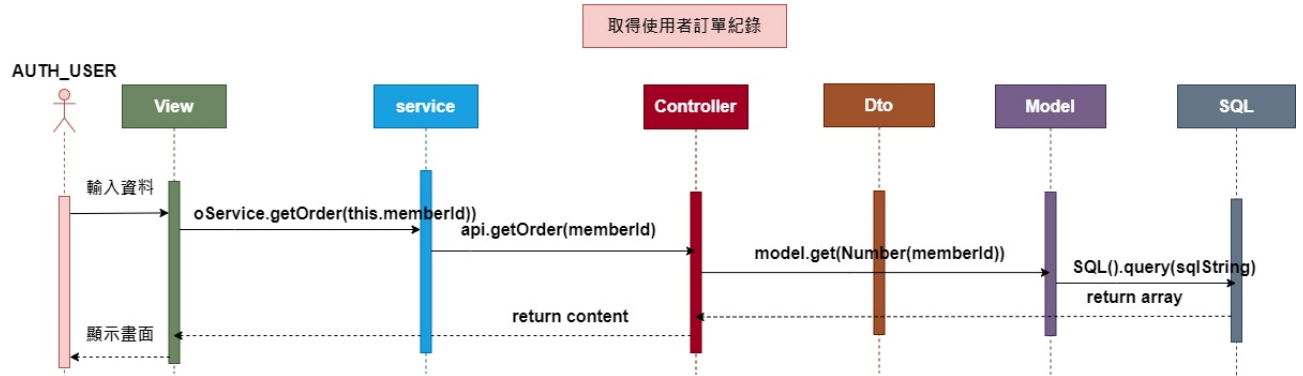 取得使用者訂單紀錄
AUTH_USER
View
service
Controller
Dto
Model
SQL
輸入資料
oService.getOrder(this.memberId))
api.getOrder(memberId)
model.get(Number(memberId))
SQL().query(sqlString)
return array
return content
顯示畫面